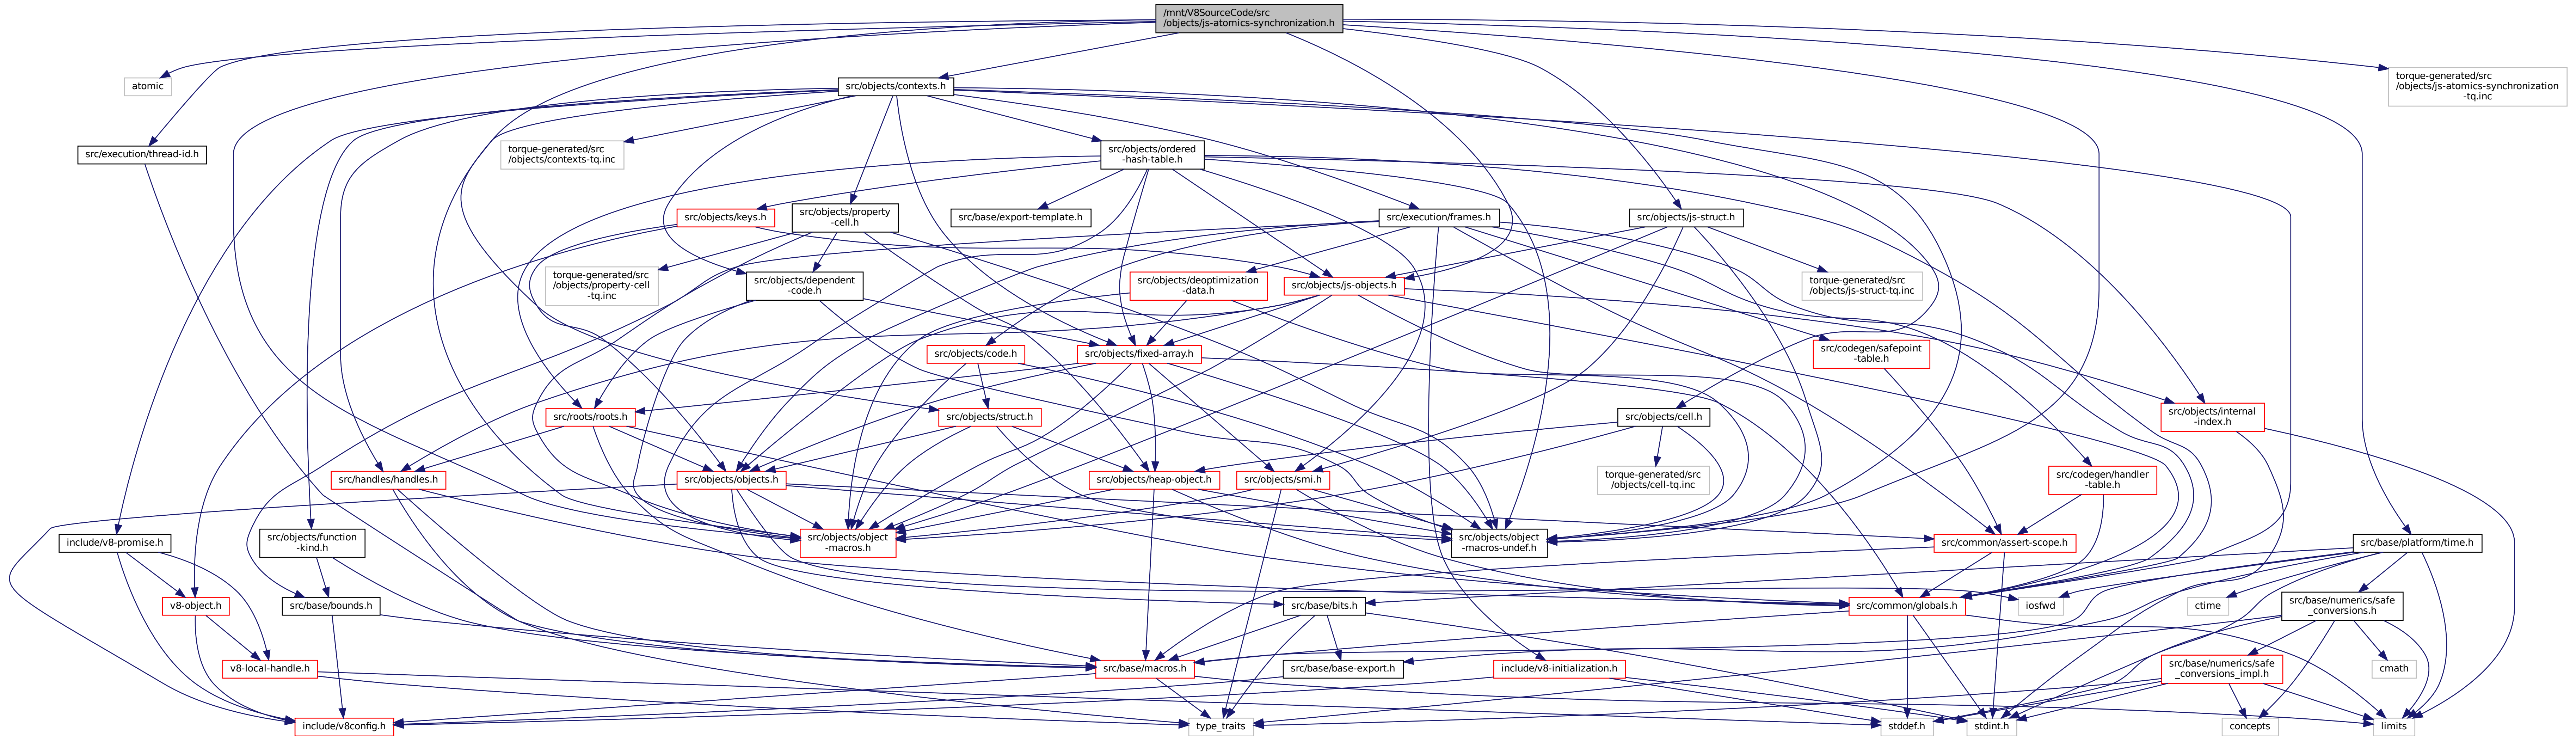 /mnt/V8SourceCode/src
/objects/js-atomics-synchronization.h
atomic
src/objects/contexts.h
torque-generated/src
/objects/js-atomics-synchronization
-tq.inc
src/execution/thread-id.h
torque-generated/src
/objects/contexts-tq.inc
src/objects/ordered
-hash-table.h
src/objects/keys.h
src/objects/property
-cell.h
src/base/export-template.h
src/execution/frames.h
src/objects/js-struct.h
torque-generated/src
/objects/property-cell
-tq.inc
src/objects/dependent
-code.h
src/objects/deoptimization
-data.h
src/objects/js-objects.h
torque-generated/src
/objects/js-struct-tq.inc
src/objects/code.h
src/objects/fixed-array.h
src/codegen/safepoint
-table.h
src/roots/roots.h
src/objects/struct.h
src/objects/cell.h
src/objects/internal
-index.h
src/handles/handles.h
src/objects/objects.h
src/objects/heap-object.h
src/objects/smi.h
torque-generated/src
/objects/cell-tq.inc
src/codegen/handler
-table.h
include/v8-promise.h
src/objects/function
-kind.h
src/objects/object
-macros.h
src/objects/object
-macros-undef.h
src/common/assert-scope.h
src/base/platform/time.h
v8-object.h
src/base/bounds.h
src/base/bits.h
src/common/globals.h
iosfwd
ctime
src/base/numerics/safe
_conversions.h
v8-local-handle.h
src/base/macros.h
src/base/base-export.h
include/v8-initialization.h
src/base/numerics/safe
_conversions_impl.h
cmath
include/v8config.h
type_traits
stddef.h
stdint.h
concepts
limits